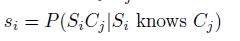 s_i = P(S_iC_j|S_i knows C_j)